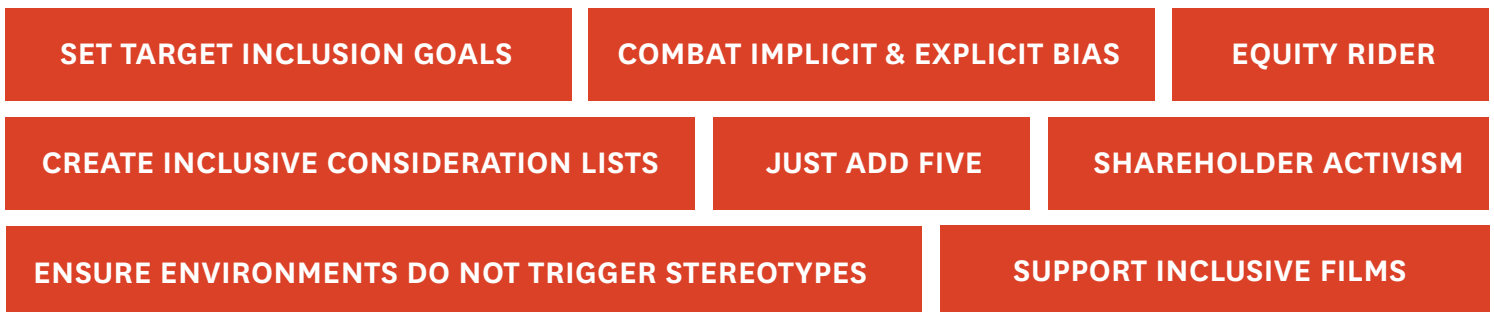 SET TARGET INCLUSION GOALS
COMBAT IMPLICIT & EXPLICIT BIAS
EQUITY RIDER
CREATE INCLUSIVE CONSIDERATION LISTS
JUST ADD FIVE
SHAREHOLDER ACTIVISM
ENSURE ENVIRONMENTS DO NOT TRIGGER STEREOTYPES
SUPPORT INCLUSIVE FILMS